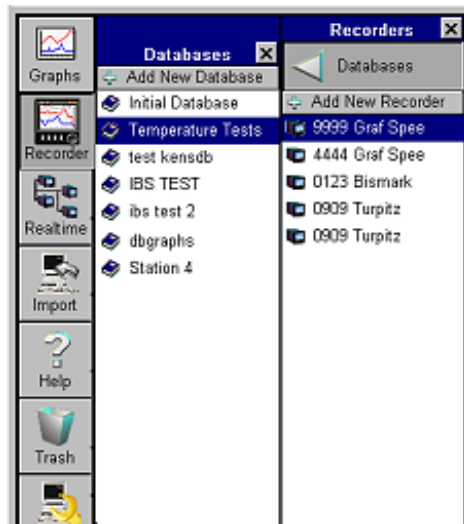 Graphs
Recorder
Realtime
Import
Help
Trash
Databases
Add New Database
Initial Database
Temperature Tests
test kensdb
IBS TEST
ibs test 2
dbgraphs
Station 4
Recorders
Databases
Add New Recorder
9999 Graf Spee
4444 Graf Spee
0123 Bismark
0909 Turpitz
0909 Turpitz